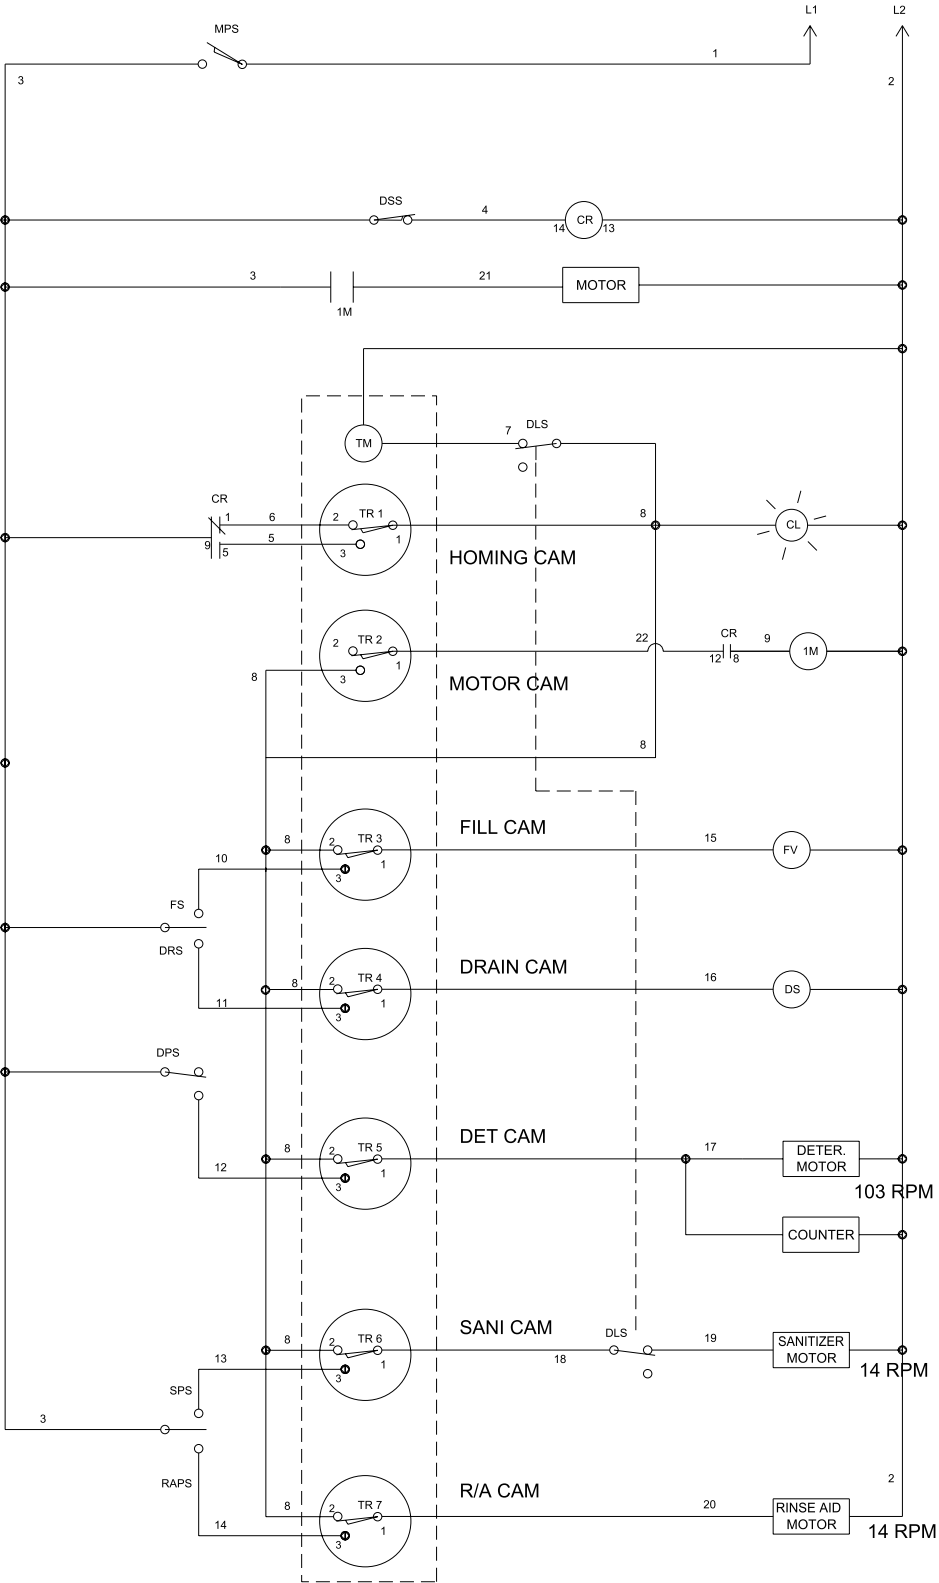 L1
L2
MPS
1
3
2
DSS
4
CR
14
13
3
21
MOTOR
1M
7
DLS
TM
CR
1
6
2
TR 1
8
CL
9
5
5
3
1
HOMING CAM
2
TR 2
22
CR
9
1
12
8
1M
8
3
MOTOR CAM
8
FILL CAM
8
2
TR 3
15
FV
10
3
1
FS
DRS
DRAIN CAM
8
2
TR 4
16
DS
11
3
1
DPS
DET CAM
8
2
TR 5
17
DETER.
MOTOR
12
3
1
103 RPM
COUNTER
SANI CAM
DLS
8
2
TR 6
19
SANITIZER
MOTOR
13
3
1
18
14 RPM
SPS
3
RAPS
2
R/A CAM
8
2
TR 7
20
RINSE AID
MOTOR
14
3
1
14 RPM